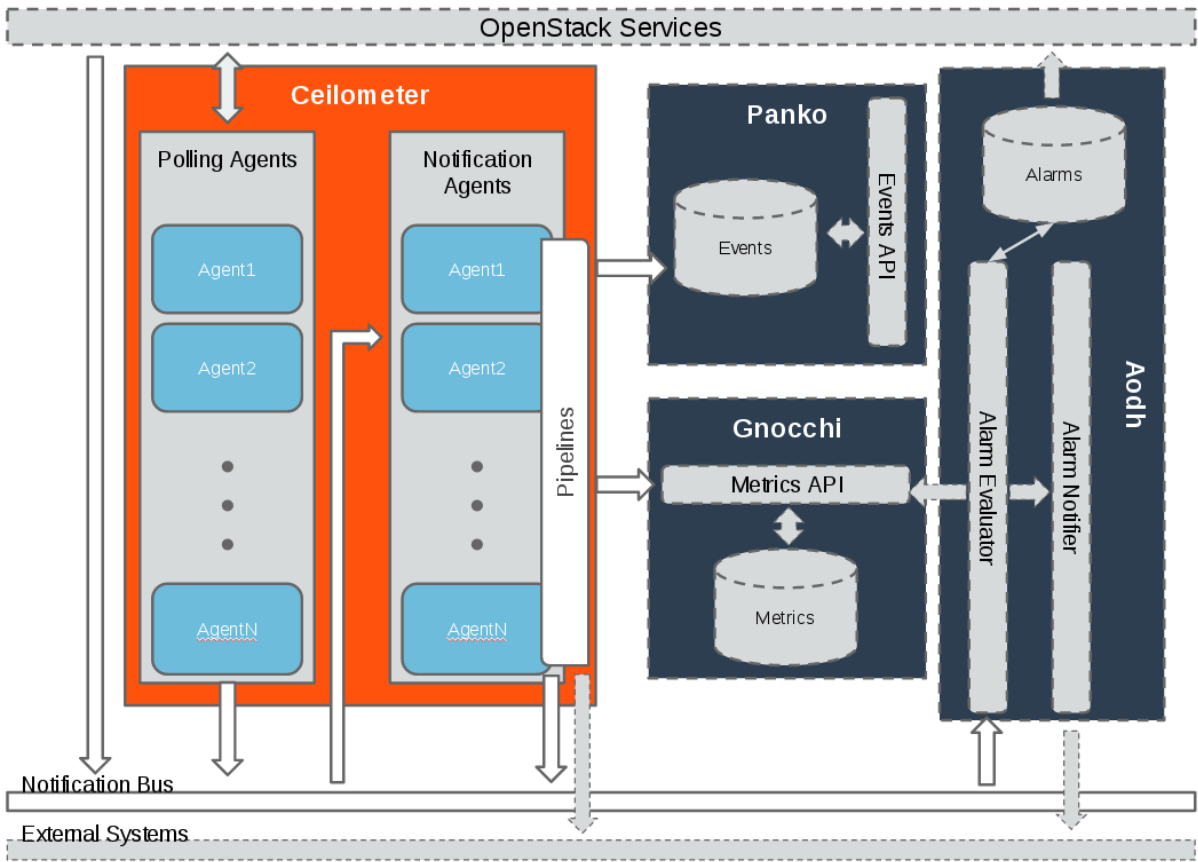 OpenStack Services
Ceilometer
Polling Agents
Agent1
Agent2
AgentN
Notification
Agents
Agent1
Agent2
AgentN
Pipelines
Panko
Events
Events API
Gnocchi
Metrics API
Metrics
Aodh
Alarms
Alarm Evaluator
Alarm Notifier
Notification Bus
External Systems